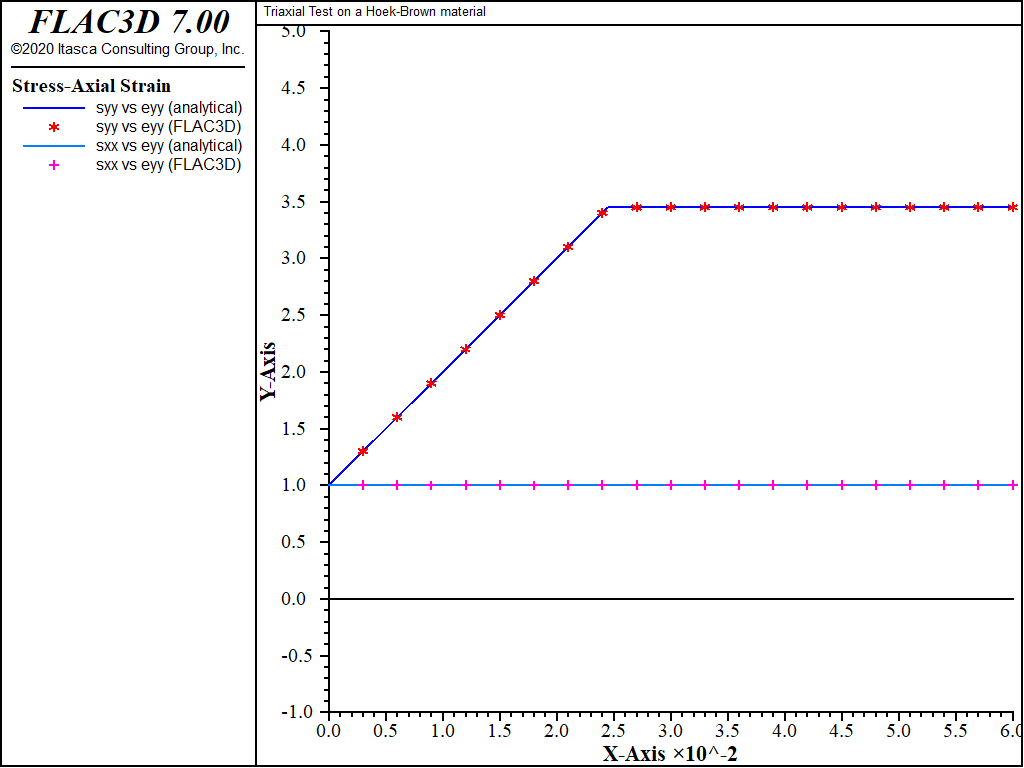 FLAC3D 7.00
©2020 Itasca Consulting Group, Inc.
Stress-Axial Strain
syy vs eyy (analytical)
syy vs eyy (FLAC3D)
sxx vs eyy (analytical)
sxx vs eyy (FLAC3D)
Triaxial Test on a Hoek-Brown material
5.0
4.5
4.0
3.5
3.0
2.5
2.0
1.5
1.0
0.5
0.0
-0.5
-1.0
Y-Axis
0.0 0.5 1.0 1.5 2.0 2.5 3.0 3.5 4.0 4.5 5.0 5.5 6.0
X-Axis ×10^-2